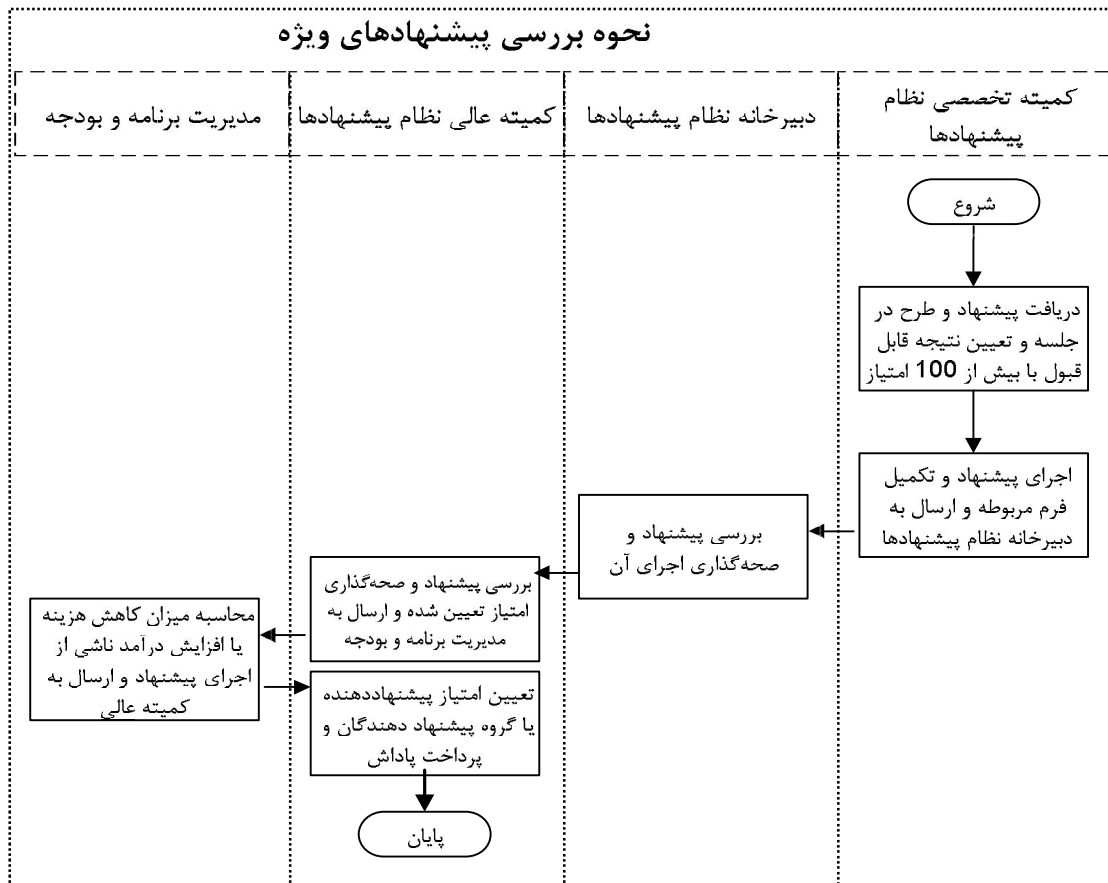 نحوه بررسی پیشنهادهای ویژه
کمیته تخصصی نظام
پیشنهادها
دبیرخانه نظام پیشنهادها
کمیته عالی نظام پیشنهادها
مدیریت برنامه و بودجه
شروع
دریافت پیشنهاد و طرح در
جلسه و تعیین نتیجه قابل
قبول با بیش از 100 امتیاز
اجرای پیشنهاد و تکمیل
فرم مربوطه و ارسال به
دبیرخانه نظام پیشنهادها
بررسی پیشنهاد و
صحه‌گذاری اجرای آن
بررسی پیشنهاد و صحه‌گذاری
امتیاز تعیین شده و ارسال به
مدیریت برنامه و بودجه
محاسبه میزان کاهش هزینه
یا افزایش درآمد ناشی از
اجرای پیشنهاد و ارسال به
کمیته عالی
تعیین امتیاز پیشنهاددهنده
یا گروه پیشنهاد دهندگان و
پرداخت پاداش
پایان